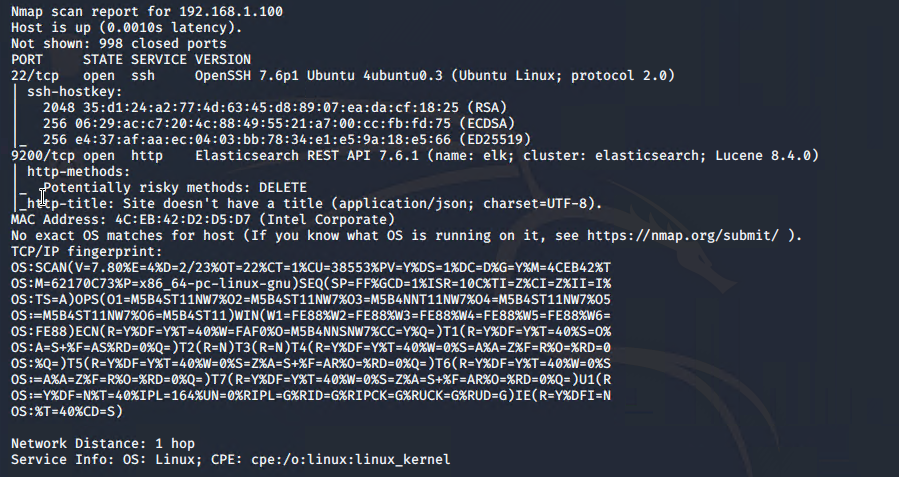 Nmap scan report for 192.168.1.100
Host is up (0.0010s latency).
Not shown: 998 closed ports
PORT     STATE SERVICE VERSION
22/tcp   open  ssh     OpenSSH 7.6p1 Ubuntu 4ubuntu0.3 (Ubuntu Linux; protocol 2.0)
| ssh-hostkey:
|   2048 35:d1:24:a2:77:4d:63:45:d8:89:07:ea:da:cf:18:25 (RSA)
|   256 06:29:ac:c7:20:4c:88:49:55:21:a7:00:cc:fb:fd:75 (ECDSA)
|_  256 e4:37:af:aa:ec:04:03:bb:78:34:e1:e5:9a:18:e5:66 (ED25519)
9200/tcp open  http    Elasticsearch REST API 7.6.1 (name: elk; cluster: elasticsearch; Lucene 8.4.0)
| http-methods:
|_  Potentially risky methods: DELETE
|_http-title: Site doesn't have a title (application/json; charset=UTF-8).
MAC Address: 4C:EB:42:D2:D5:D7 (Intel Corporate)
No exact OS matches for host (If you know what OS is running on it, see https://nmap.org/submit/ ).
TCP/IP fingerprint:
OS:SCAN(V=7.80%E=4%D=2/23%OT=22%CT=1%CU=38553%PV=Y%DS=1%DC=D%G=Y%M=4CEB42%T
OS:M=62170C73%P=x86_64-pc-linux-gnu)SEQ(SP=FF%GCD=1%ISR=10C%TI=Z%CI=Z%II=I%
OS:TS=A)OPS(O1=M5B4ST11NW7%O2=M5B4ST11NW7%O3=M5B4NNT11NW7%O4=M5B4ST11NW7%O5
OS:=M5B4ST11NW7%O6=M5B4ST11)WIN(W1=FE88%W2=FE88%W3=FE88%W4=FE88%W5=FE88%W6=
OS:FE88)ECN(R=Y%DF=Y%T=40%W=FAF0%O=M5B4NNSNW7%CC=Y%Q=)T1(R=Y%DF=Y%T=40%S=O%
OS:A=S+%F=AS%RD=0%Q=)T2(R=N)T3(R=N)T4(R=Y%DF=Y%T=40%W=0%S=A%A=Z%F=R%O=%RD=0
OS:%Q=)T5(R=Y%DF=Y%T=40%W=0%S=Z%A=S+%F=AR%O=%RD=0%Q=)T6(R=Y%DF=Y%T=40%W=0%S
OS:=A%A=Z%F=R%O=%RD=0%Q=)T7(R=Y%DF=Y%T=40%W=0%S=Z%A=S+%F=AR%O=%RD=0%Q=)U1(R
OS:=Y%DF=N%T=40%IPL=164%UN=0%RIPL=G%RID=G%RIPCK=G%RUCK=G%RUD=G)IE(R=Y%DFI=N
OS:%T=40%CD=S)
Network Distance: 1 hop
Service Info: OS: Linux; CPE: cpe:/o:linux:linux_kernel